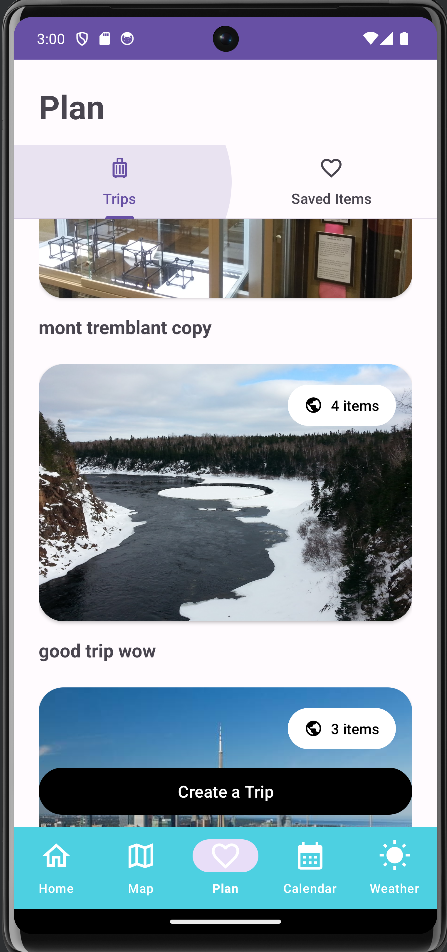 3:00
Plan
Trips
Saved Items
mont tremblant copy
4 items
good trip wow
3 items
Create a Trip
Home
Map
Plan
Calendar
Weather